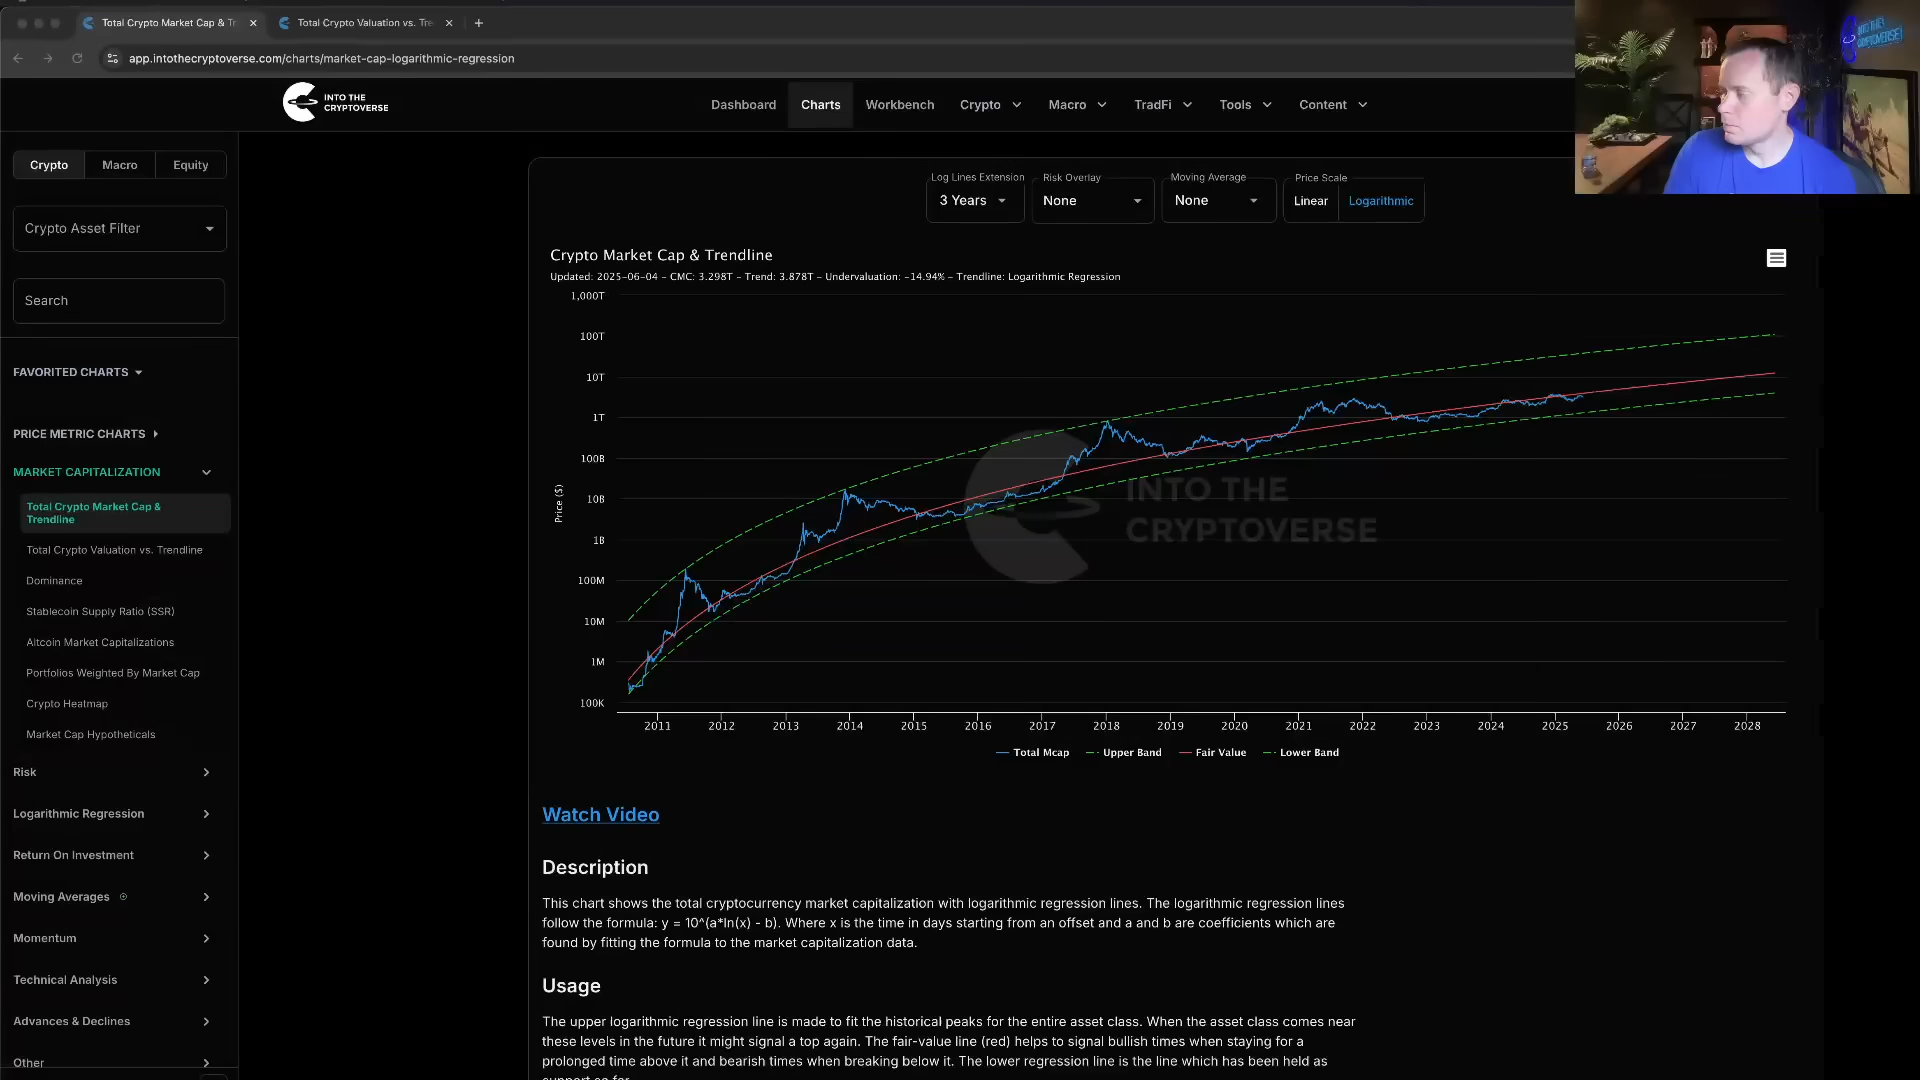 Total Crypto Market Cap & Tr
Total Crypto Valuation vs. Tre
app.intothecryptoverse.com/charts/market-cap-logarithmic-regression
INTO THE
CRYPTOVERSE
Dashboard
Charts
Workbench
Crypto
Macro
TradFi
Tools
Content
INTO THE
CRYPTOVERSE
Crypto
Macro
Equity
Crypto Asset Filter
Search
FAVORITED CHARTS
PRICE METRIC CHARTS
MARKET CAPITALIZATION
Total Crypto Market Cap &
Trendline
Total Crypto Valuation vs. Trendline
Dominance
Stablecoin Supply Ratio (SSR)
Altcoin Market Capitalizations
Portfolios Weighted By Market Cap
Crypto Heatmap
Market Cap Hypotheticals
Risk
Logarithmic Regression
Return On Investment
Moving Averages
Momentum
Technical Analysis
Advances & Declines
Other
Log Lines Extension
3 Years
Risk Overlay
None
Moving Average
None
Price Scale
Linear
Logarithmic
Crypto Market Cap & Trendline
Updated: 2025-06-04 – CMC: 3.298T – Trend: 3.878T – Undervaluation: -14.94% – Trendline: Logarithmic Regression
Price ($)
1,000T
100T
10T
1T
100B
10B
1B
100M
10M
1M
100K
INTO THE
CRYPTOVERSE
2011 2012 2013 2014 2015 2016 2017 2018 2019 2020 2021 2022 2023 2024 2025 2026 2027 2028
Total Mcap Upper Band Fair Value Lower Band
Watch Video
Description
This chart shows the total cryptocurrency market capitalization with logarithmic regression lines. The logarithmic regression lines
follow the formula: y = 10^(a*ln(x) - b). Where x is the time in days starting from an offset and a and b are coefficients which are
found by fitting the formula to the market capitalization data.
Usage
The upper logarithmic regression line is made to fit the historical peaks for the entire asset class. When the asset class comes near
these levels in the future it might signal a top again. The fair-value line (red) helps to signal bullish times when staying for a
prolonged time above it and bearish times when breaking below it. The lower regression line is the line which has been held as
support so far.